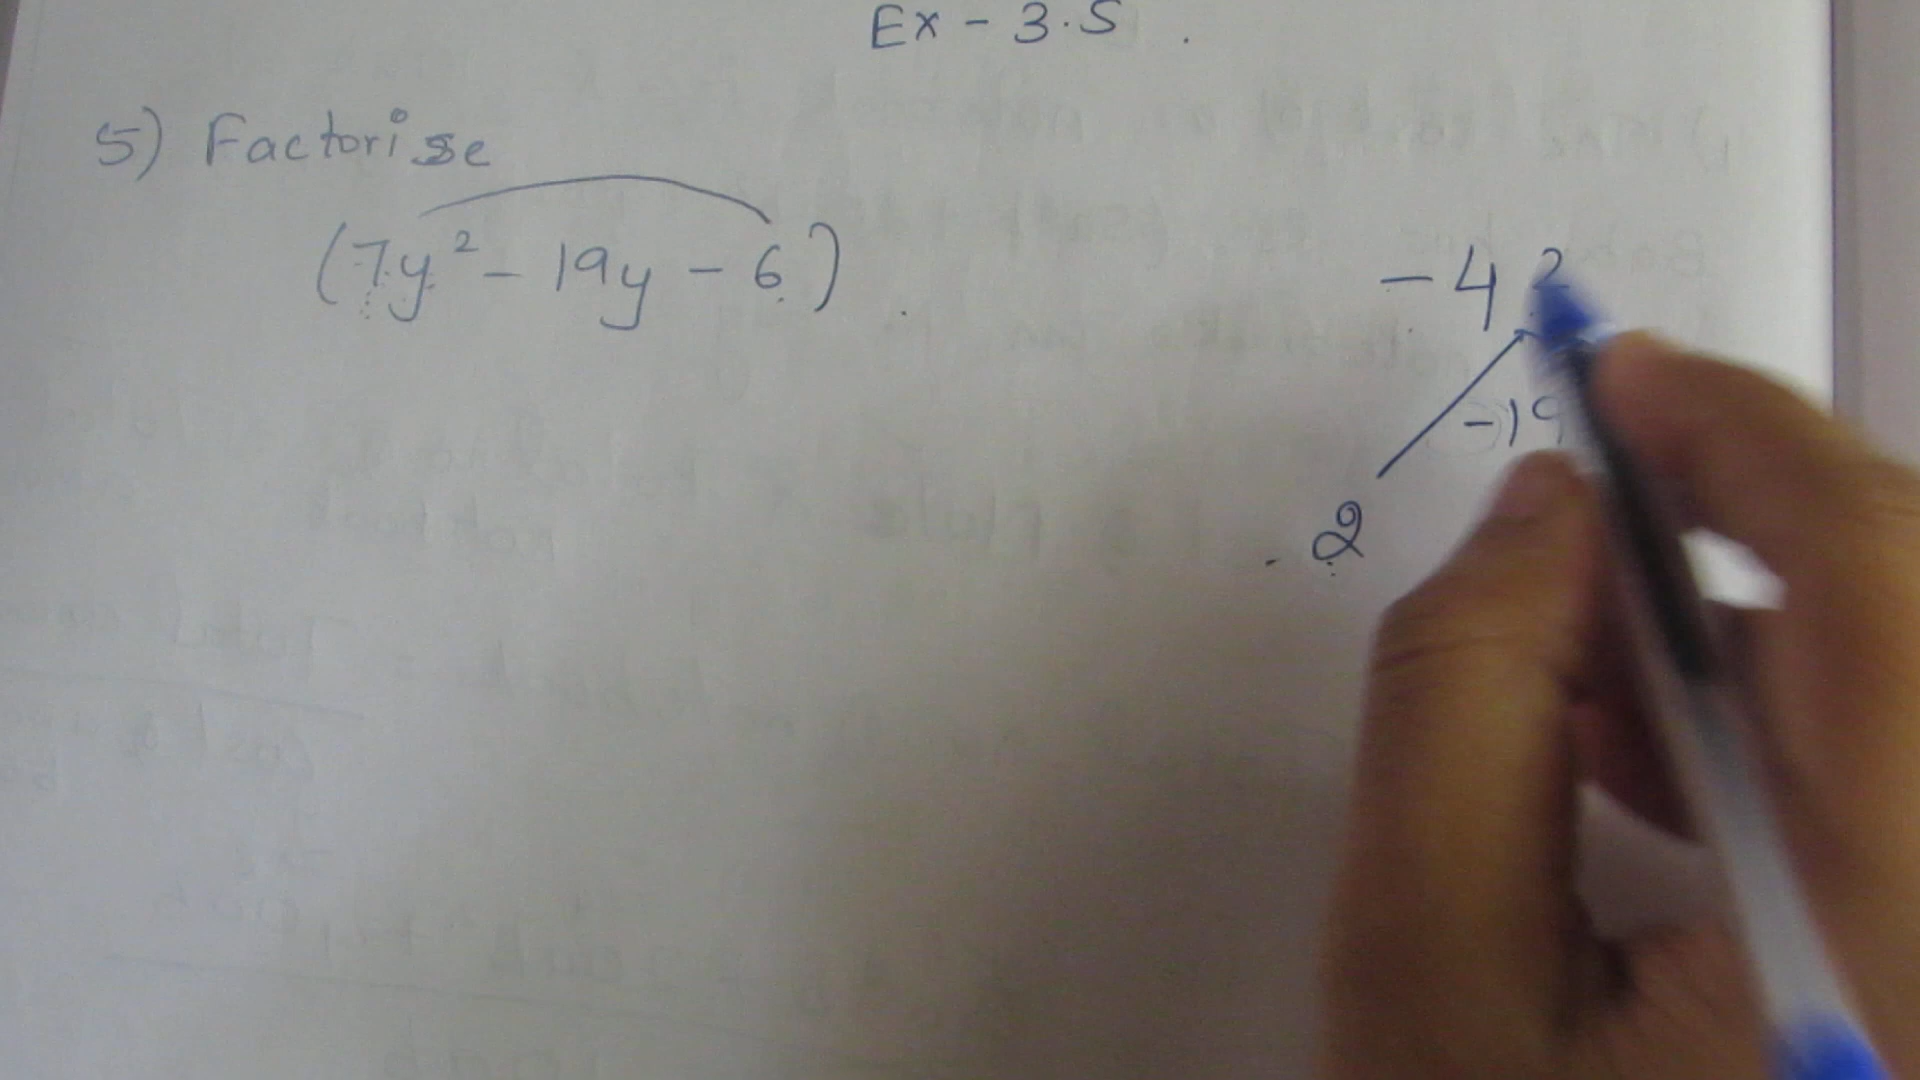 Ex - 3.5
5) Factorise
(7y² - 19y - 6)
- 42
-19
2